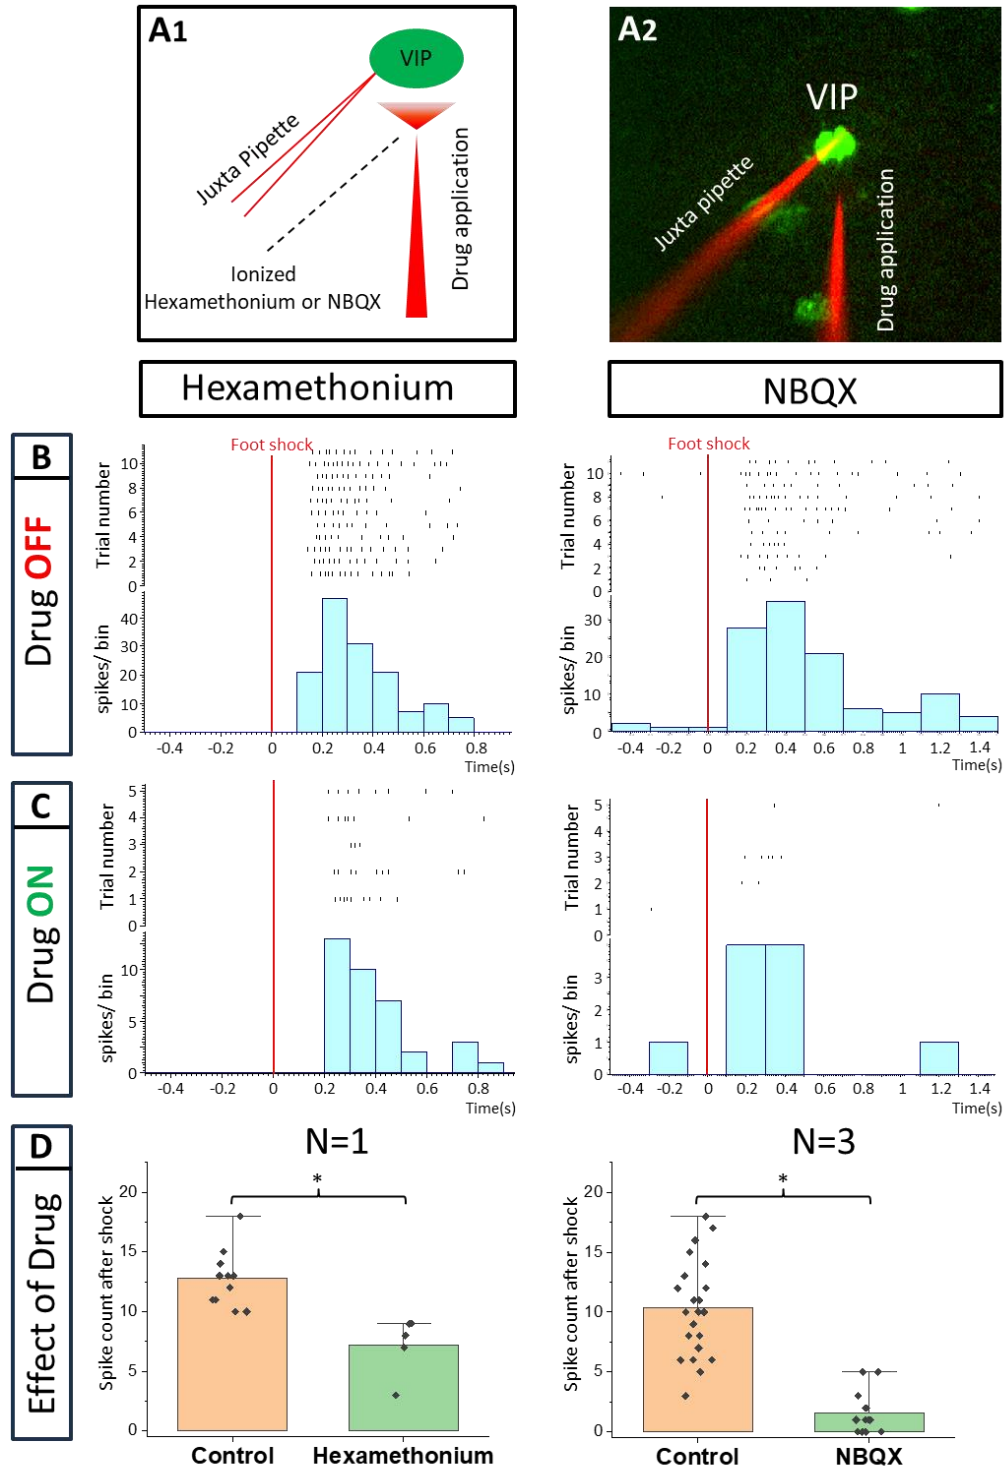 A1
VIP
Juxta Pipette
Drug application
Ionized
Hexamethonium or NBQX
A2
VIP
Juxta pipette
Drug application
Hexamethonium
NBQX
B
Drug OFF
Foot shock
Trial number
10
8
6
4
2
0
spikes/ bin
40
30
20
10
0
-0.4 -0.2 0 0.2 0.4 0.6 0.8
Time(s)
Foot shock
Trial number
10
8
6
4
2
0
spikes/ bin
30
20
10
0
-0.4 -0.2 0 0.2 0.4 0.6 0.8 1 1.2 1.4
Time(s)
C
Drug ON
Trial number
5
4
3
2
1
0
spikes/ bin
10
5
0
-0.4 -0.2 0 0.2 0.4 0.6 0.8
Time(s)
Trial number
5
4
3
2
1
0
spikes/ bin
3
2
1
0
-0.4 -0.2 0 0.2 0.4 0.6 0.8 1 1.2 1.4
Time(s)
D
Effect of Drug
N=1
*
Spike count after shock
20
15
10
5
0
Control Hexamethonium
N=3
*
Spike count after shock
20
15
10
5
0
Control NBQX